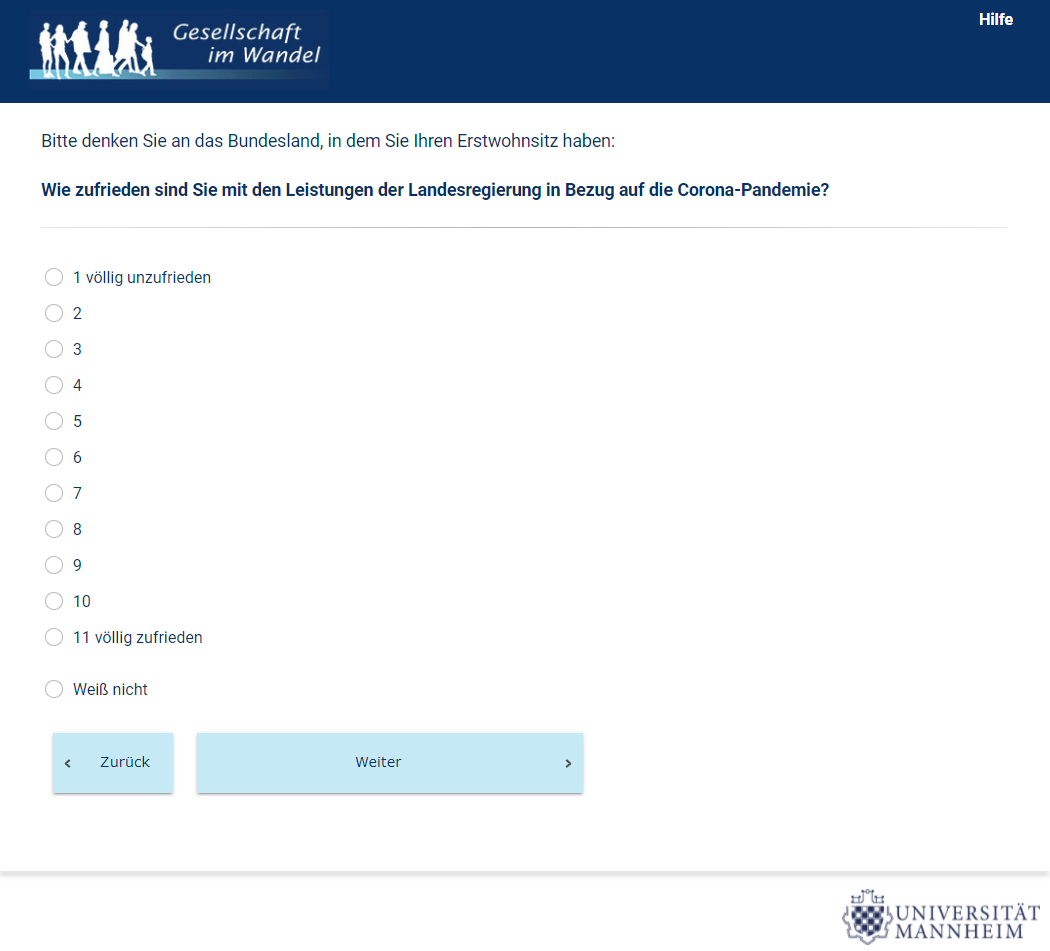 Gesellschaft
im Wandel
Hilfe
Bitte denken Sie an das Bundesland, in dem Sie Ihren Erstwohnsitz haben:
Wie zufrieden sind Sie mit den Leistungen der Landesregierung in Bezug auf die Corona-Pandemie?
1 völlig unzufrieden
2
3
4
5
6
7
8
9
10
11 völlig zufrieden
Weiß nicht
‹ Zurück
Weiter ›
UNIVERSITÄT
MANNHEIM